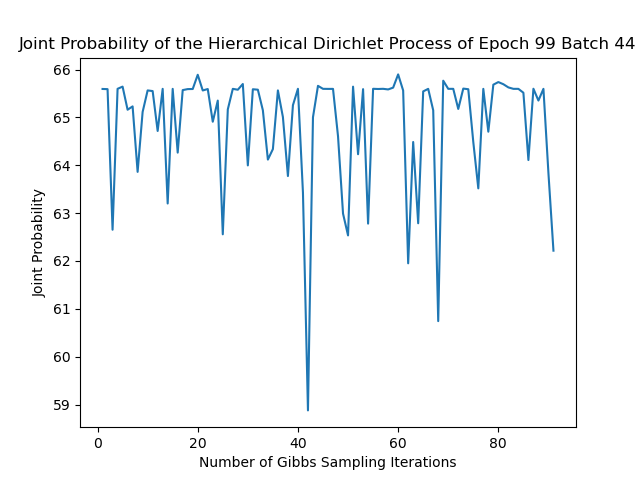 Joint Probability of the Hierarchical Dirichlet Process of Epoch 99 Batch 44
66
65
64
63
62
61
60
59
Joint Probability
0 20 40 60 80
Number of Gibbs Sampling Iterations